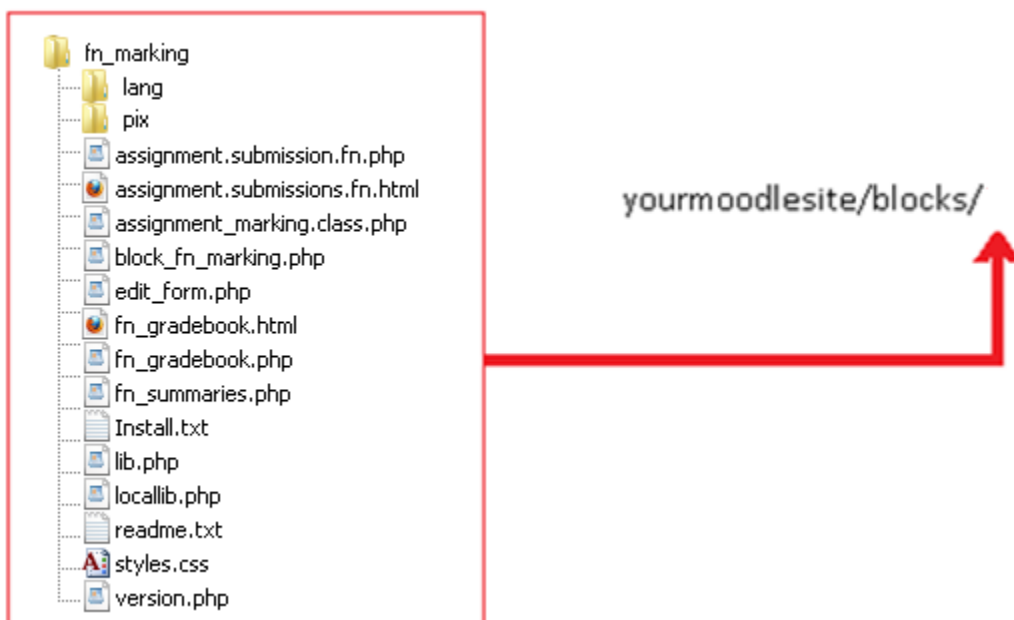 fn_marking
lang
pix
assignment.submission.fn.php
assignment.submissions.fn.html
assignment_marking.class.php
block_fn_marking.php
edit_form.php
fn_gradebook.html
fn_gradebook.php
fn_summaries.php
Install.txt
lib.php
locallib.php
readme.txt
styles.css
version.php
yourmoodlesite/blocks/